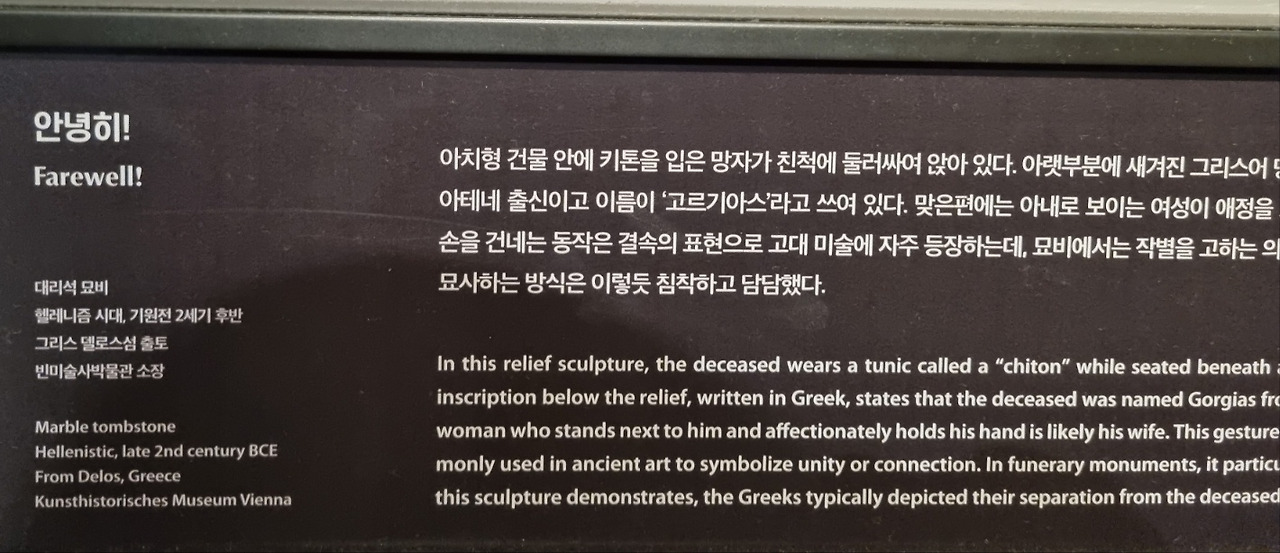 안녕히!
Farewell!
대리석 묘비
헬레니즘 시대, 기원전 2세기 후반
그리스 델로스섬 출토
빈미술사박물관 소장
Marble tombstone
Hellenistic, late 2nd century BCE
From Delos, Greece
Kunsthistorisches Museum Vienna
아치형 건물 안에 키톤을 입은 망자가 친척에 둘러싸여 앉아 있다. 아랫부분에 새겨진 그리스어
아테네 출신이고 이름이 ‘고르기아스’라고 쓰여 있다. 맞은편에는 아내로 보이는 여성이 애정을
손을 건네는 동작은 결속의 표현으로 고대 미술에 자주 등장하는데, 묘비에서는 작별을 고하는
묘사하는 방식은 이렇듯 침착하고 담담했다.
In this relief sculpture, the deceased wears a tunic called a “chiton” while seated beneath
inscription below the relief, written in Greek, states that the deceased was named Gorgias
woman who stands next to him and affectionately holds his hand is likely his wife. This gesture
monly used in ancient art to symbolize unity or connection. In funerary monuments, it
this sculpture demonstrates, the Greeks typically depicted their separation from the deceased